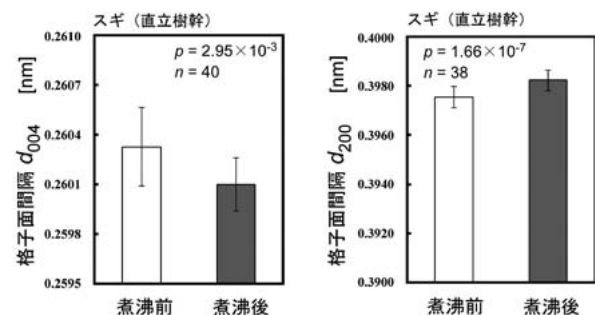 スギ（直立樹幹）
p = 2.95×10-3
n = 40
格子面間隔 d004 [nm]
0.2610
0.2607
0.2604
0.2601
0.2598
0.2595
煮沸前 煮沸後
スギ（直立樹幹）
p = 1.66×10-7
n = 38
格子面間隔 d200 [nm]
0.4000
0.3980
0.3960
0.3940
0.3920
0.3900
煮沸前 煮沸後